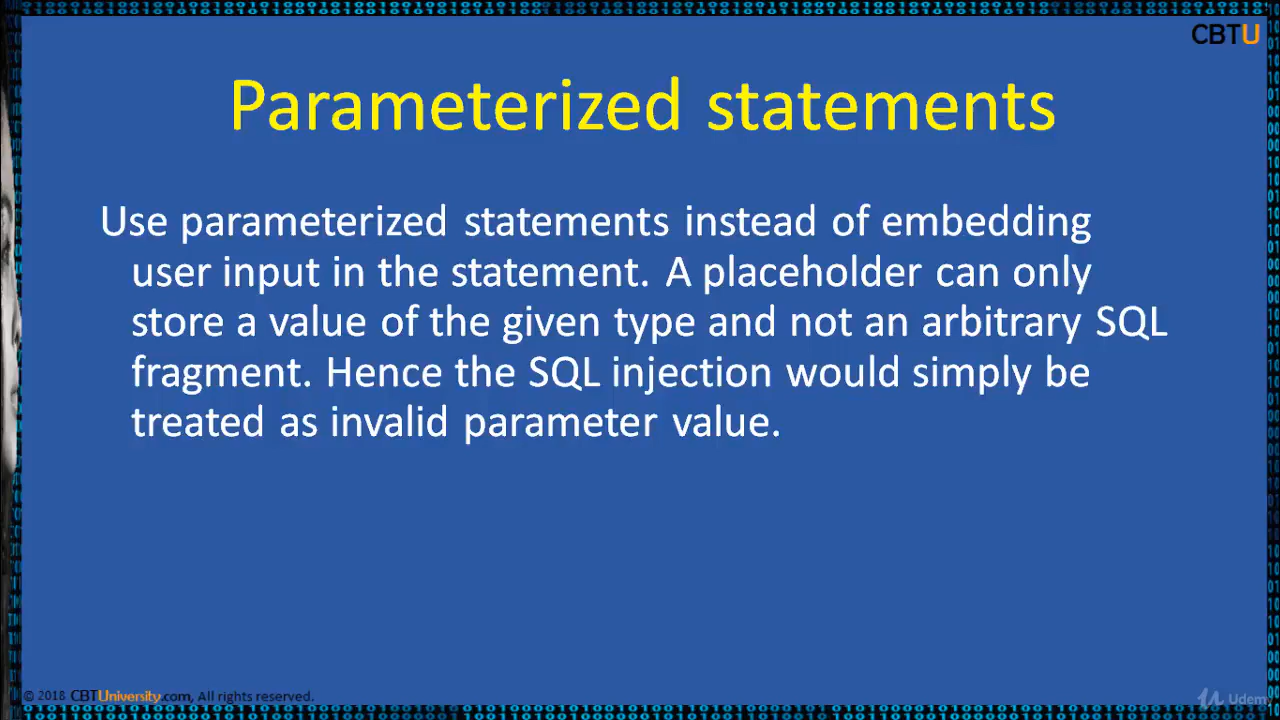 CBTU
Parameterized statements
Use parameterized statements instead of embedding
user input in the statement. A placeholder can only
store a value of the given type and not an arbitrary SQL
fragment. Hence the SQL injection would simply be
treated as invalid parameter value.
© 2018 CBTUniversity.com, All rights reserved.
Udemy